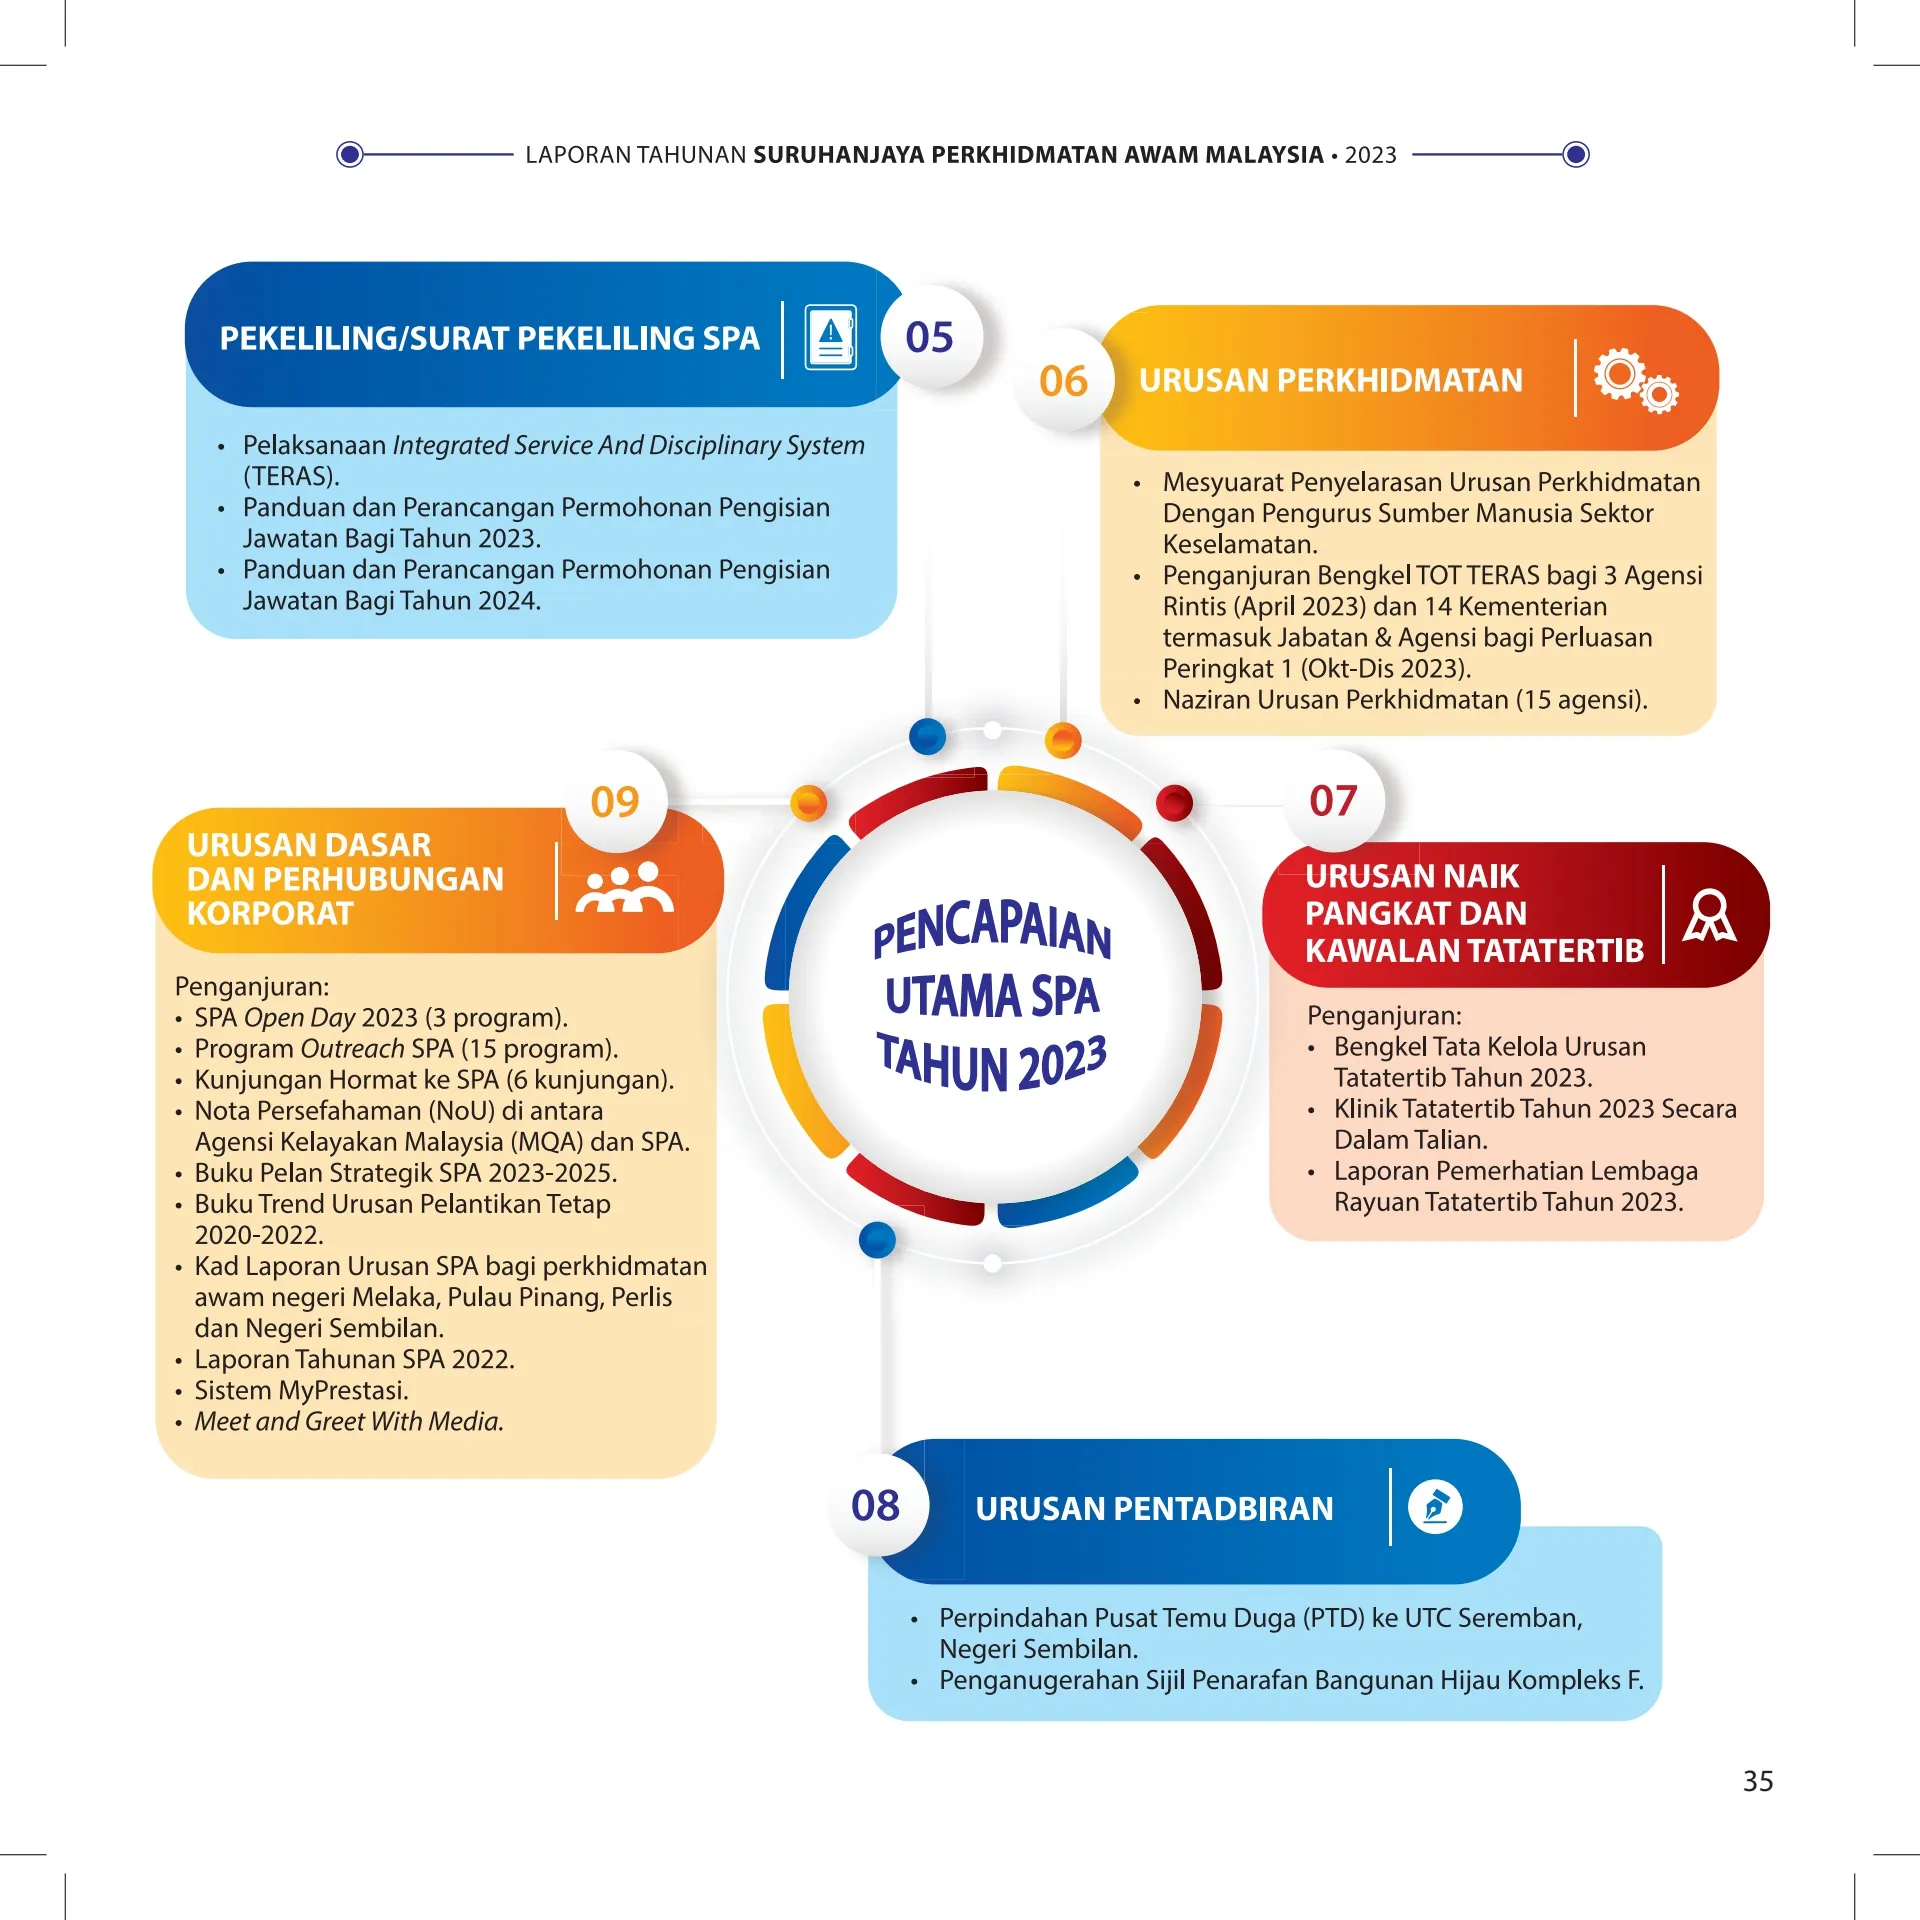 LAPORAN TAHUNAN SURUHANJAYA PERKHIDMATAN AWAM MALAYSIA • 2023
PEKELILING/SURAT PEKELILING SPA
05
• Pelaksanaan Integrated Service And Disciplinary System
(TERAS).
• Panduan dan Perancangan Permohonan Pengisian
Jawatan Bagi Tahun 2023.
• Panduan dan Perancangan Permohonan Pengisian
Jawatan Bagi Tahun 2024.
06
URUSAN PERKHIDMATAN
• Mesyuarat Penyelarasan Urusan Perkhidmatan
Dengan Pengurus Sumber Manusia Sektor
Keselamatan.
• Penganjuran Bengkel TOT TERAS bagi 3 Agensi
Rintis (April 2023) dan 14 Kementerian
termasuk Jabatan & Agensi bagi Perluasan
Peringkat 1 (Okt-Dis 2023).
• Naziran Urusan Perkhidmatan (15 agensi).
07
URUSAN NAIK
PANGKAT DAN
KAWALAN TATATERTIB
Penganjuran:
• Bengkel Tata Kelola Urusan
Tatatertib Tahun 2023.
• Klinik Tatatertib Tahun 2023 Secara
Dalam Talian.
• Laporan Pemerhatian Lembaga
Rayuan Tatatertib Tahun 2023.
PENCAPAIAN
UTAMA SPA
TAHUN 2023
09
URUSAN DASAR
DAN PERHUBUNGAN
KORPORAT
Penganjuran:
• SPA Open Day 2023 (3 program).
• Program Outreach SPA (15 program).
• Kunjungan Hormat ke SPA (6 kunjungan).
• Nota Persefahaman (NoU) di antara
Agensi Kelayakan Malaysia (MQA) dan SPA.
• Buku Pelan Strategik SPA 2023-2025.
• Buku Trend Urusan Pelantikan Tetap
2020-2022.
• Kad Laporan Urusan SPA bagi perkhidmatan
awam negeri Melaka, Pulau Pinang, Perlis
dan Negeri Sembilan.
• Laporan Tahunan SPA 2022.
• Sistem MyPrestasi.
• Meet and Greet With Media.
08
URUSAN PENTADBIRAN
• Perpindahan Pusat Temu Duga (PTD) ke UTC Seremban,
Negeri Sembilan.
• Penganugerahan Sijil Penarafan Bangunan Hijau Kompleks F.
35